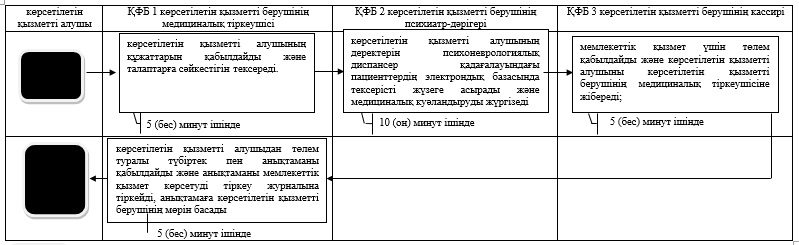 көрсетілетін
қызметті алушы
ҚФБ 1 көрсетілетін қызметті берушінің
медициналық тіркеушісі
ҚФБ 2 көрсетілетін қызметті берушінің
психиатр-дәрігері
ҚФБ 3 көрсетілетін қызметті берушінің кассирі
көрсетілетін қызметті алушының
құжаттарын қабылдайды және
талаптарға сәйкестігін тексереді.
5 (бес) минут ішінде
көрсетілетін қызметті алушының
деректерін психоневрологиялық
диспансер қадағалауындағы
пациенттердің электрондық базасында
тексерісті жүзеге асырады және
медициналық куәландыруды жүргізеді
10 (он) минут ішінде
мемлекеттік қызмет үшін төлем
қабылдайды және көрсетілетін қызметті
алушыны көрсетілетін қызметті
берушінің медициналық тіркеушісіне
жібереді;
5 (бес) минут ішінде
көрсетілетін қызметті алушыдан төлем
туралы түбіртек пен анықтаманы
қабылдайды және анықтаманы мемлекеттік
қызмет көрсетуді тіркеу журналына
тіркейді, анықтамаға көрсетілетін қызметті
берушінің мөрін басады
5 (бес) минут ішінде